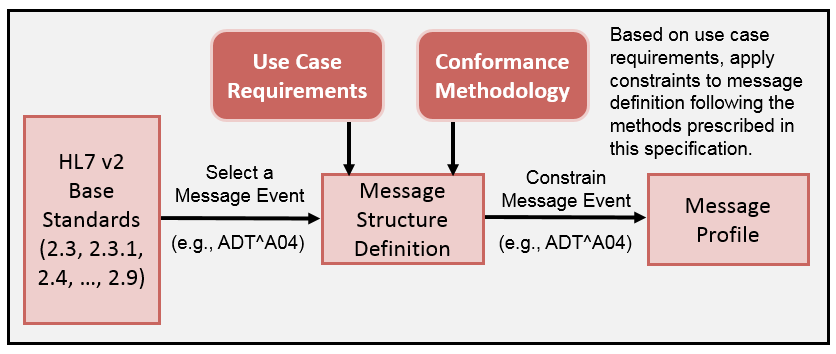 Use Case
Requirements
Conformance
Methodology
Based on use case
requirements, apply
constraints to message
definition following the
methods prescribed in
this specification.
HL7 v2
Base
Standards
(2.3, 2.3.1,
2.4, …, 2.9)
Select a
Message Event
(e.g., ADT^A04)
Message
Structure
Definition
Constrain
Message Event
(e.g., ADT^A04)
Message
Profile